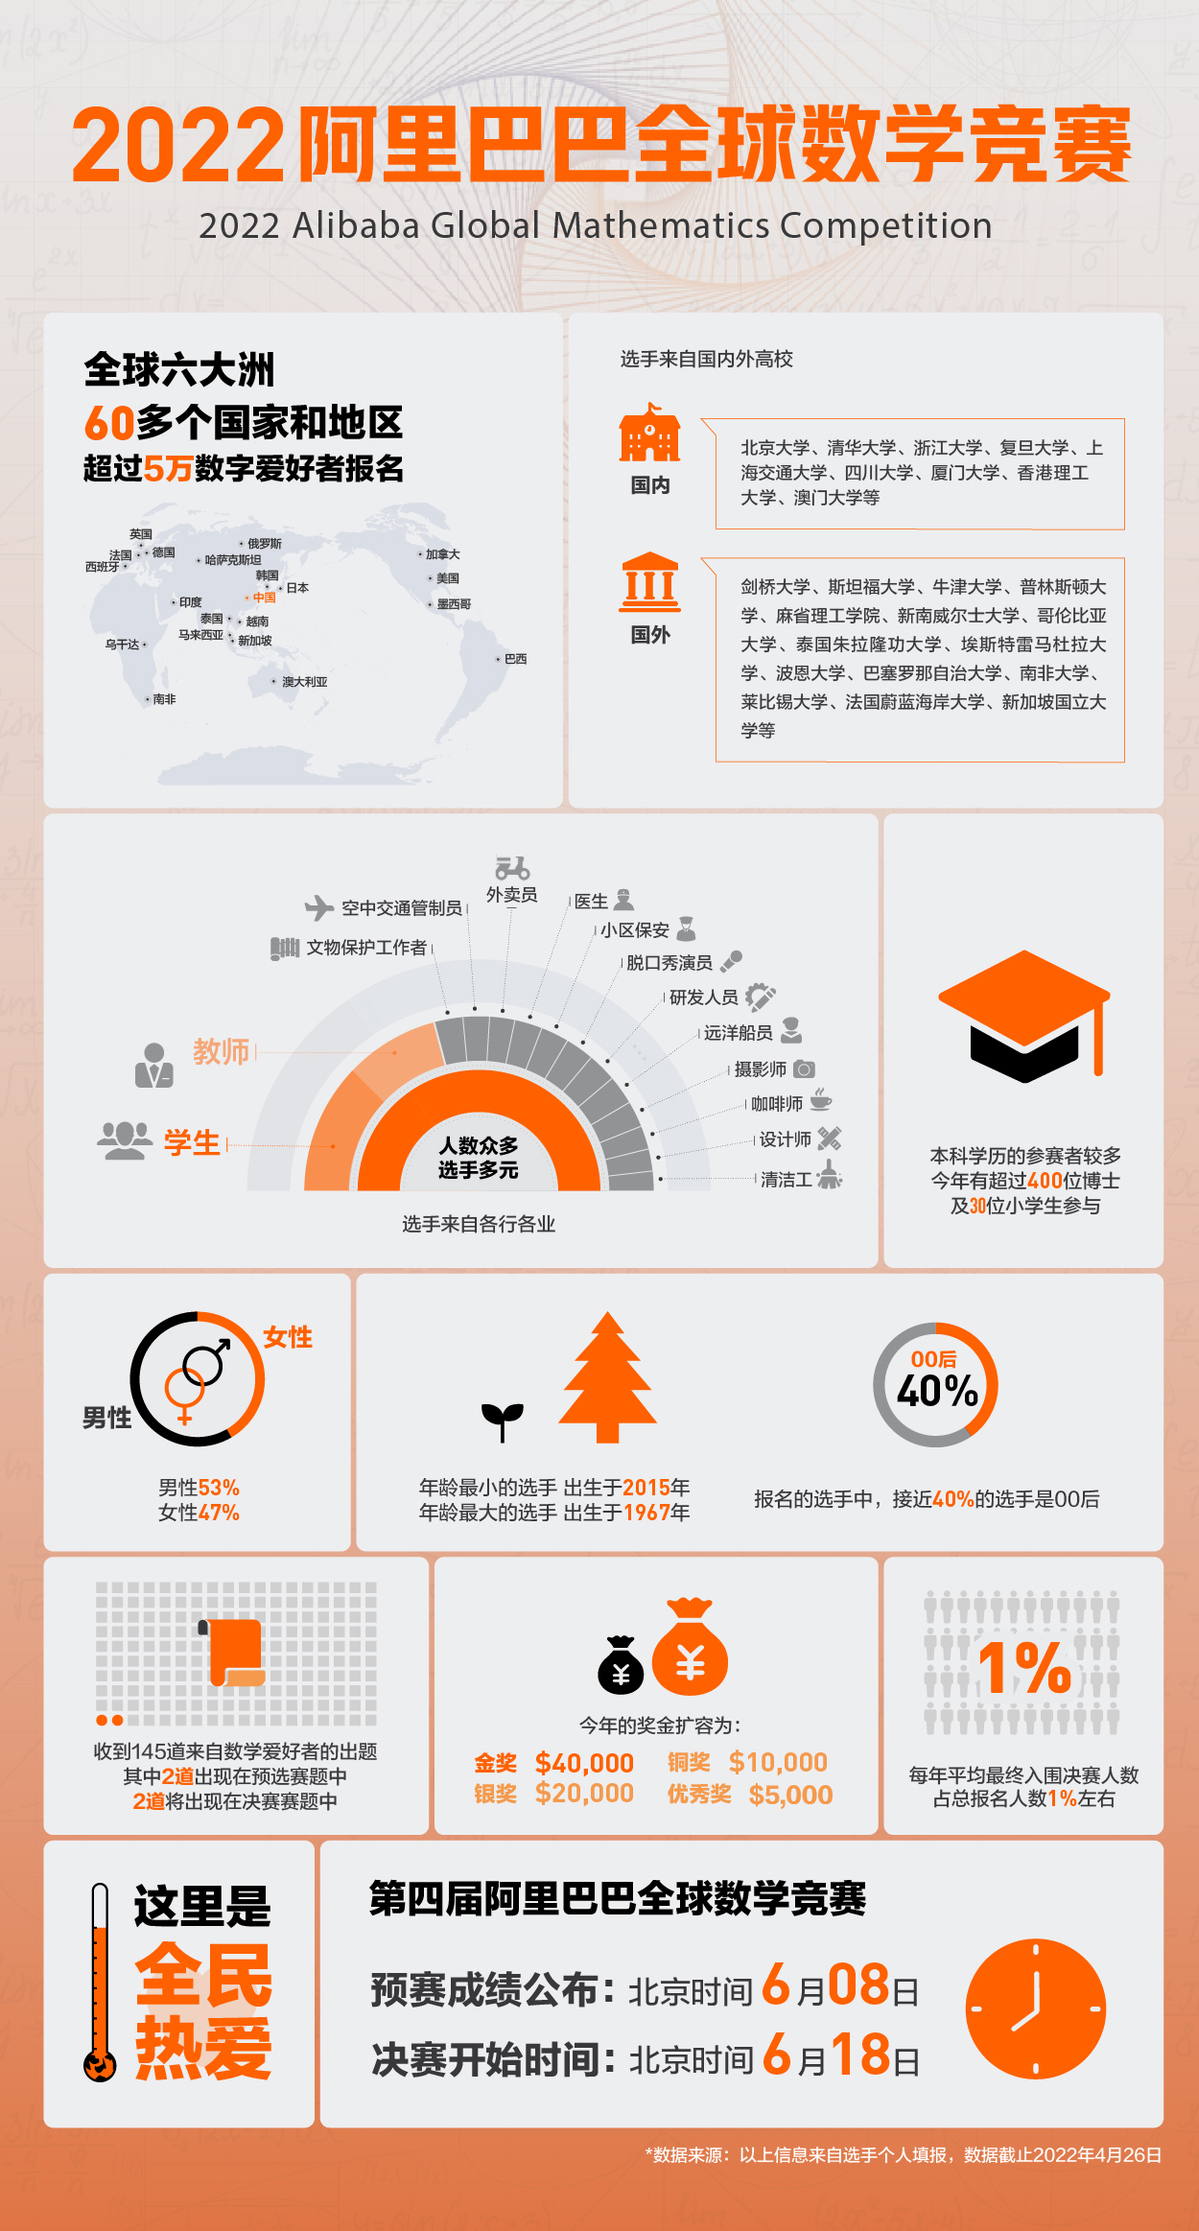 2022阿里巴巴全球数学竞赛
2022 Alibaba Global Mathematics Competition
全球六大洲
60多个国家和地区
超过5万数字爱好者报名
英国
法国
德国
西班牙
俄罗斯
哈萨克斯坦
韩国
日本
中国
印度
泰国
越南
马来西亚
新加坡
乌干达
南非
澳大利亚
加拿大
美国
墨西哥
巴西
选手来自国内外高校
国内
北京大学、清华大学、浙江大学、复旦大学、上
海交通大学、四川大学、厦门大学、香港理工
大学、澳门大学等
国外
剑桥大学、斯坦福大学、牛津大学、普林斯顿大
学、麻省理工学院、新南威尔士大学、哥伦比亚
大学、泰国朱拉隆功大学、埃斯特雷马杜拉大
学、波恩大学、巴塞罗那自治大学、南非大学、
莱比锡大学、法国蔚蓝海岸大学、新加坡国立大
学等
外卖员
空中交通管制员
文物保护工作者
医生
小区保安
脱口秀演员
研发人员
远洋船员
摄影师
咖啡师
设计师
清洁工
教师
学生
人数众多
选手多元
选手来自各行各业
本科学历的参赛者较多
今年有超过400位博士
及30位小学生参与
女性
男性
男性53%
女性47%
年龄最小的选手 出生于2015年
年龄最大的选手 出生于1967年
00后
40%
报名的选手中，接近40%的选手是00后
收到145道来自数学爱好者的出题
其中2道出现在预选赛题中
2道将出现在决赛赛题中
¥
¥
今年的奖金扩容为：
金奖 $40,000 铜奖 $10,000
银奖 $20,000 优秀奖 $5,000
1%
每年平均最终入围决赛人数
占总报名人数1%左右
这里是
全民
热爱
第四届阿里巴巴全球数学竞赛
预赛成绩公布：北京时间 6月08日
决赛开始时间：北京时间 6月18日
*数据来源：以上信息来自选手个人填报，数据截止2022年4月26日